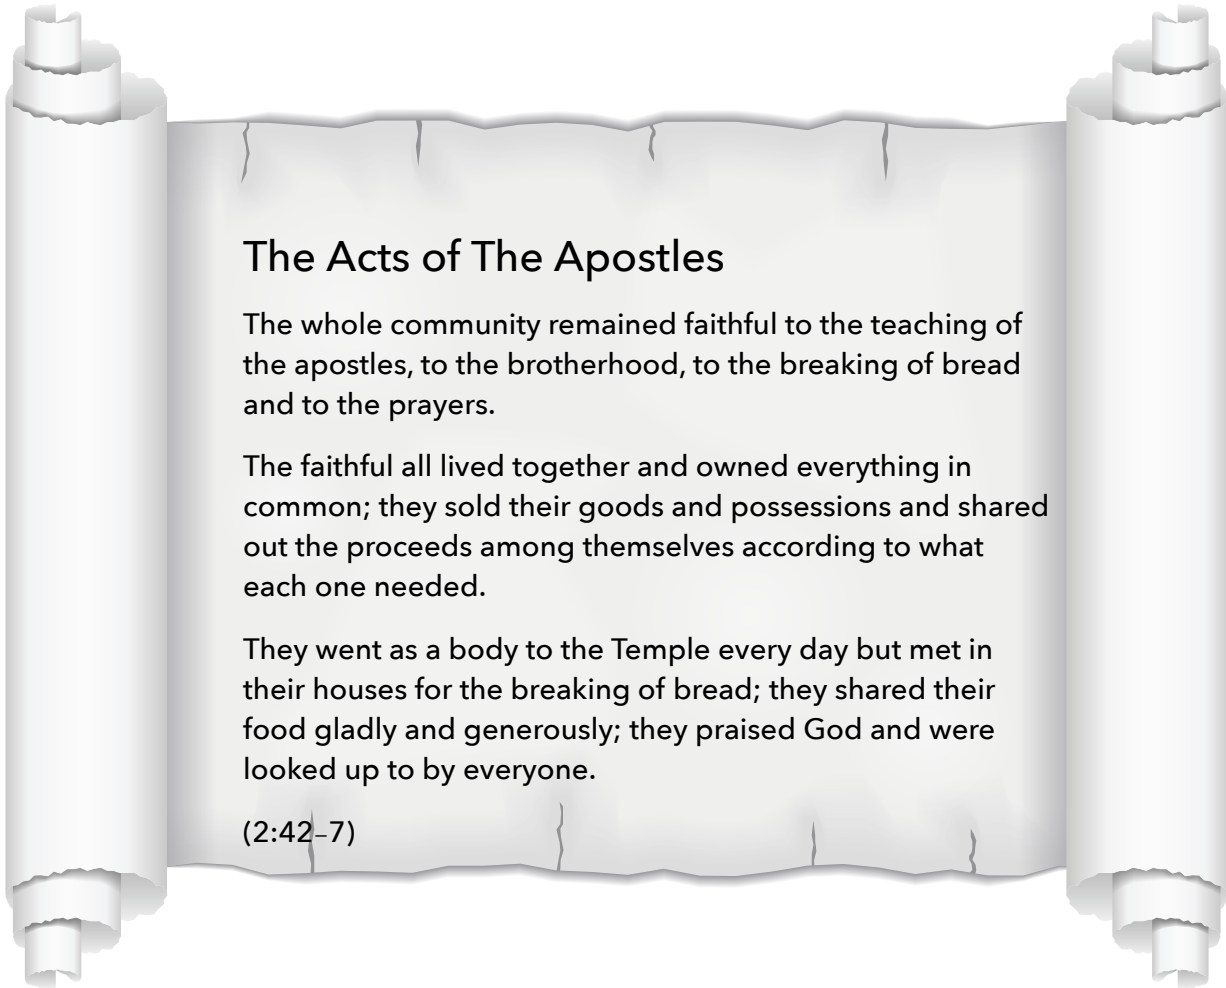 The Acts of The Apostles
The whole community remained faithful to the teaching of
the apostles, to the brotherhood, to the breaking of bread
and to the prayers.
The faithful all lived together and owned everything in
common; they sold their goods and possessions and shared
out the proceeds among themselves according to what
each one needed.
They went as a body to the Temple every day but met in
their houses for the breaking of bread; they shared their
food gladly and generously; they praised God and were
looked up to by everyone.
(2:42–7)